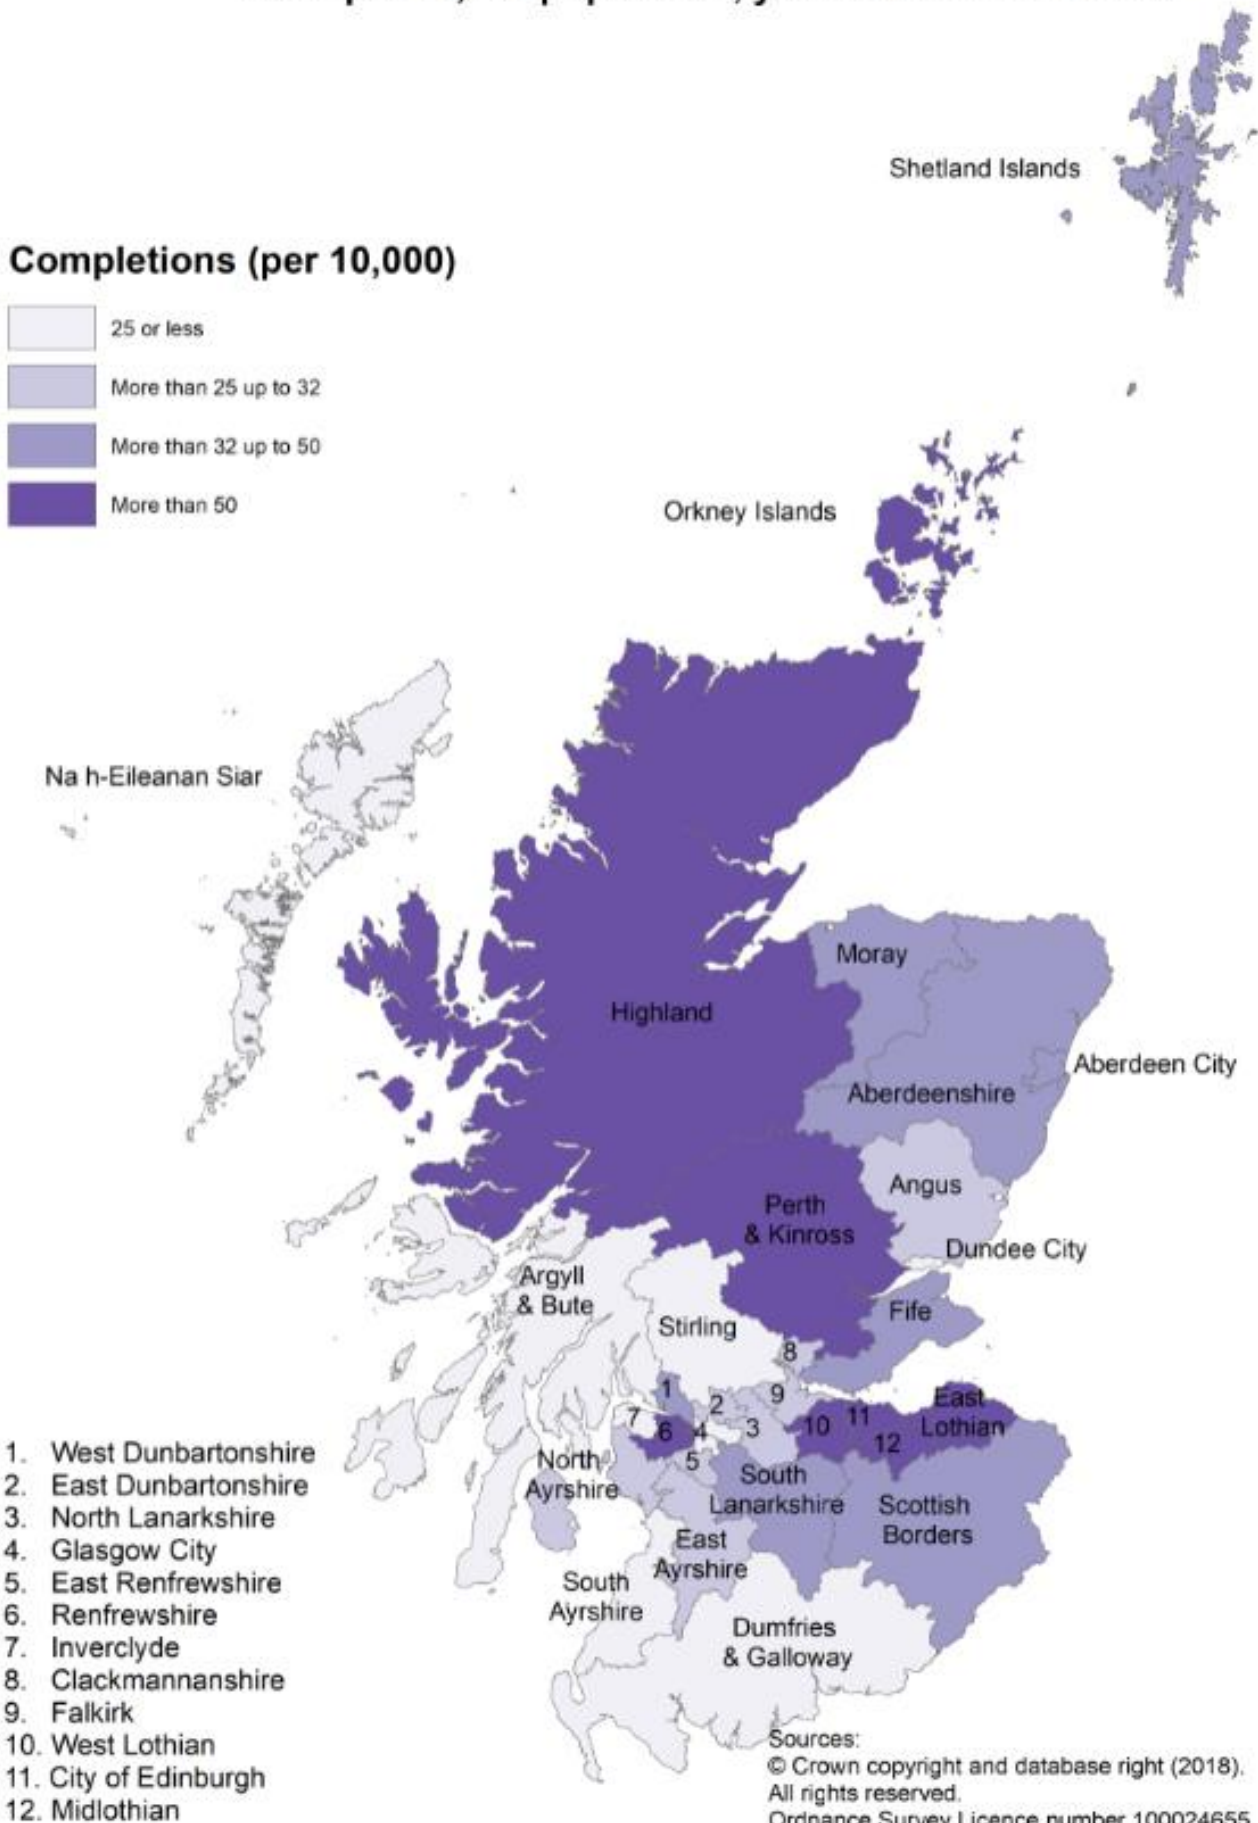 Shetland Islands
Completions (per 10,000)
25 or less
More than 25 up to 32
More than 32 up to 50
More than 50
Orkney Islands
Na h-Eileanan Siar
Moray
Highland
Aberdeen City
Aberdeenshire
Angus
Perth
& Kinross
Dundee City
Argyll
& Bute
Fife
Stirling
8
1
9
2
East
Lothian
7
11
10
6
4
3
12
5
North
Ayrshire
South
Lanarkshire
Scottish
Borders
East
Ayrshire
South
Ayrshire
Dumfries
& Galloway
1. West Dunbartonshire
2. East Dunbartonshire
3. North Lanarkshire
4. Glasgow City
5. East Renfrewshire
6. Renfrewshire
7. Inverclyde
8. Clackmannanshire
9. Falkirk
10. West Lothian
11. City of Edinburgh
12. Midlothian
Sources:
© Crown copyright and database right (2018).
All rights reserved.
Ordnance Survey Licence number 100024655